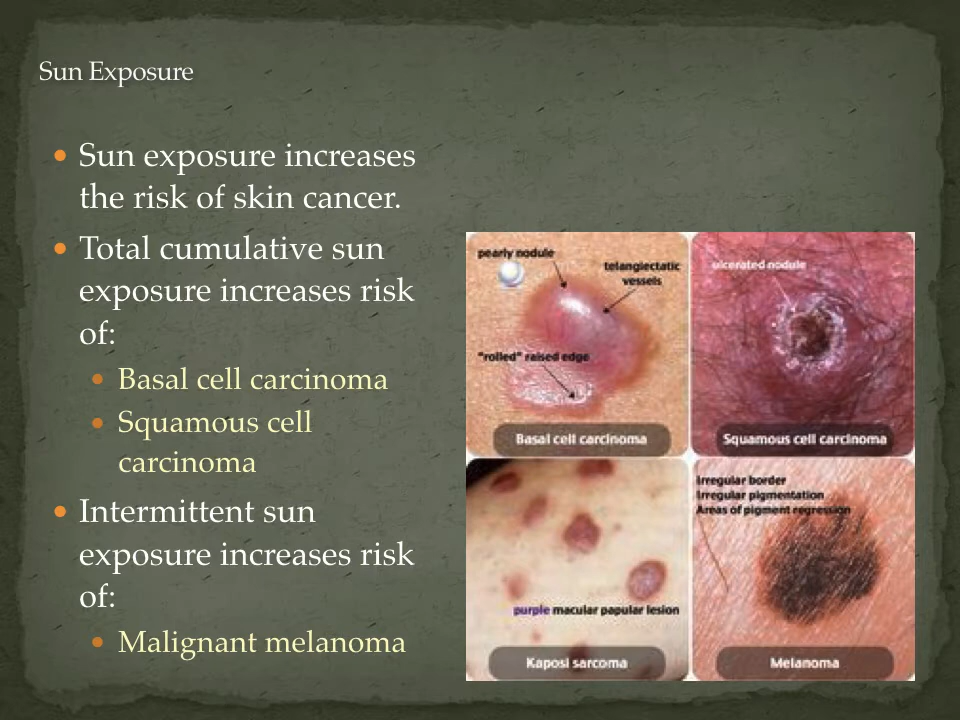 Sun Exposure
• Sun exposure increases
the risk of skin cancer.
• Total cumulative sun
exposure increases risk
of:
• Basal cell carcinoma
• Squamous cell
carcinoma
• Intermittent sun
exposure increases risk
of:
• Malignant melanoma
pearly nodule
telangiectatic
vessels
"rolled" raised edge
Basal cell carcinoma
ulcerated nodule
Squamous cell carcinoma
purple macular papular lesion
Kaposi sarcoma
Irregular border
Irregular pigmentation
Areas of pigment regression
Melanoma